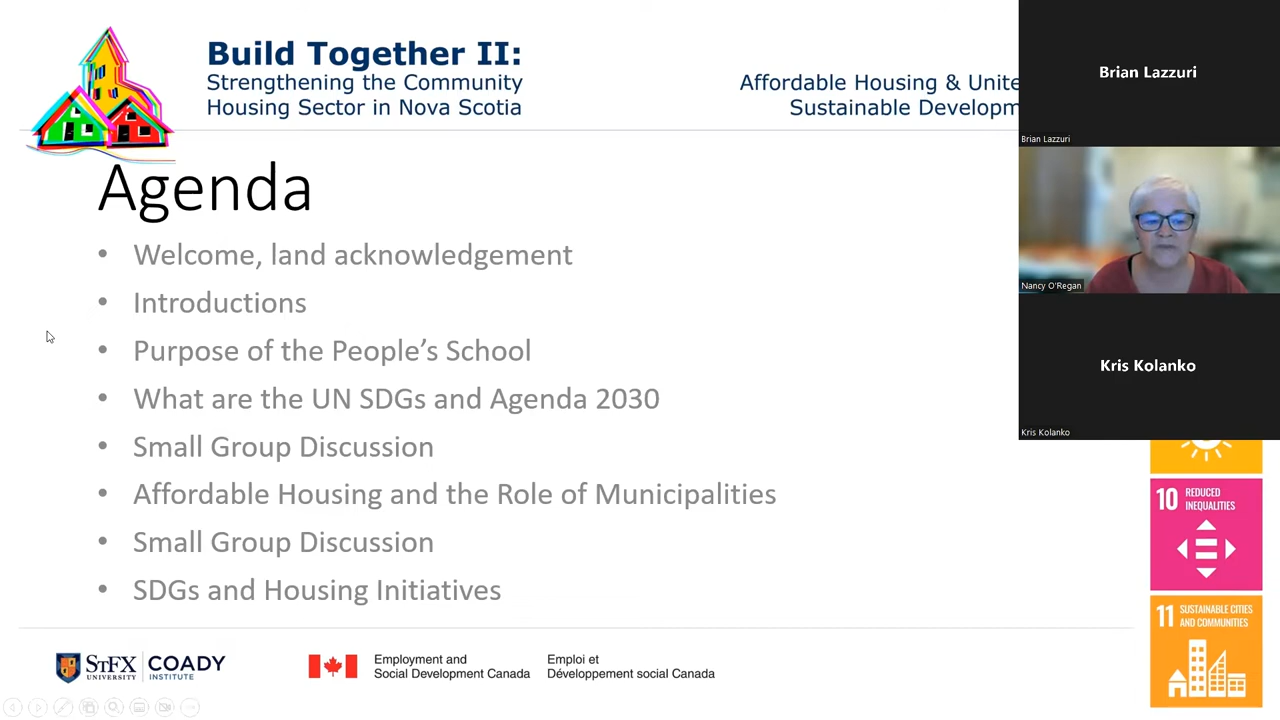 Build Together II:
Strengthening the Community
Housing Sector in Nova Scotia
Affordable Housing & Unite
Sustainable Developm
Agenda
• Welcome, land acknowledgement
• Introductions
• Purpose of the People’s School
• What are the UN SDGs and Agenda 2030
• Small Group Discussion
• Affordable Housing and the Role of Municipalities
• Small Group Discussion
• SDGs and Housing Initiatives
Brian Lazzuri
Brian Lazzuri
Nancy O'Regan
Kris Kolanko
Kris Kolanko
10 REDUCED
INEQUALITIES
11 SUSTAINABLE CITIES
AND COMMUNITIES
STFX
UNIVERSITY
COADY
INSTITUTE
Employment and
Social Development Canada
Emploi et
Développement social Canada